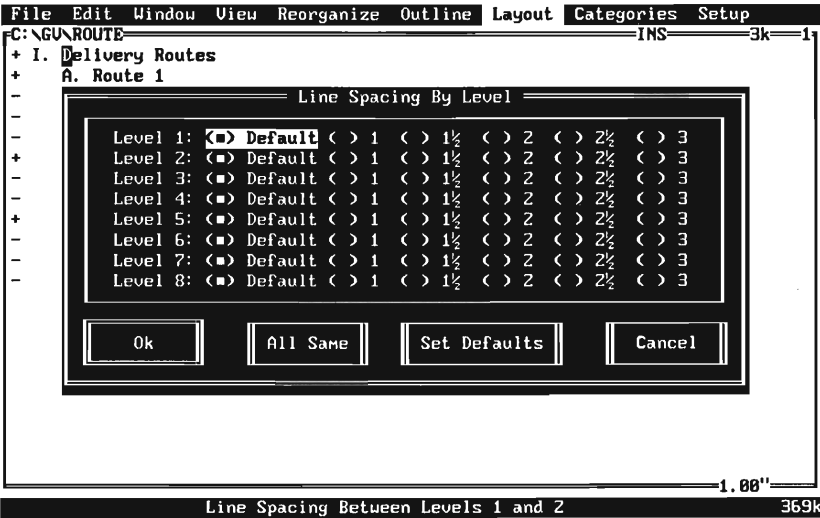 File Edit Window View Reorganize Outline Layout Categories Setup
C:\GV\ROUTE INS 3k 1
+ I. Delivery Routes
+ A. Route 1
-
-
-
+
-
-
+
-
-
-
Line Spacing By Level
Level 1: (■) Default ( ) 1 ( ) 1½ ( ) 2 ( ) 2½ ( ) 3
Level 2: (■) Default ( ) 1 ( ) 1½ ( ) 2 ( ) 2½ ( ) 3
Level 3: (■) Default ( ) 1 ( ) 1½ ( ) 2 ( ) 2½ ( ) 3
Level 4: (■) Default ( ) 1 ( ) 1½ ( ) 2 ( ) 2½ ( ) 3
Level 5: (■) Default ( ) 1 ( ) 1½ ( ) 2 ( ) 2½ ( ) 3
Level 6: (■) Default ( ) 1 ( ) 1½ ( ) 2 ( ) 2½ ( ) 3
Level 7: (■) Default ( ) 1 ( ) 1½ ( ) 2 ( ) 2½ ( ) 3
Level 8: (■) Default ( ) 1 ( ) 1½ ( ) 2 ( ) 2½ ( ) 3
Ok All Same Set Defaults Cancel
1.00"
Line Spacing Between Levels 1 and 2 369k